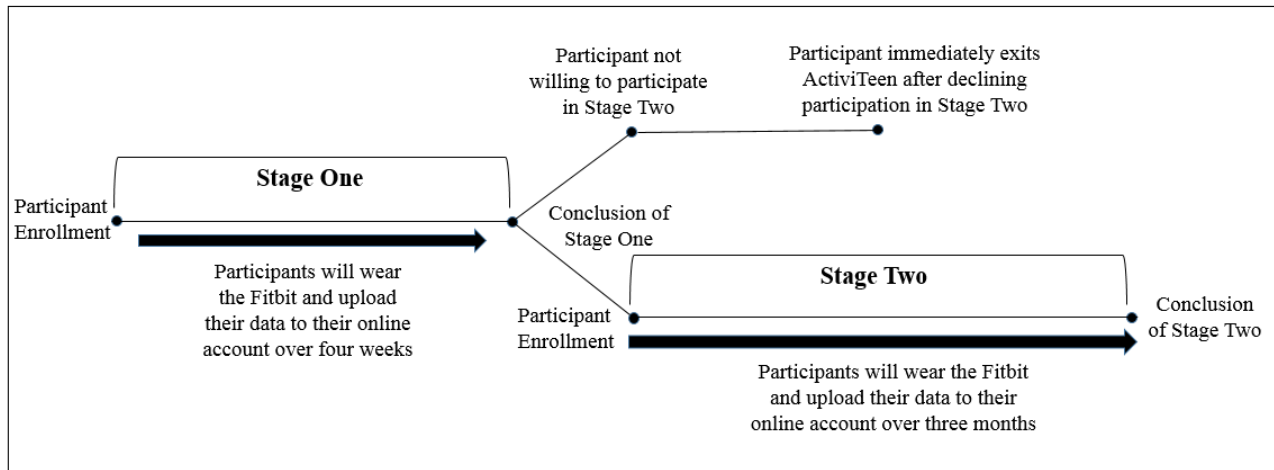 Participant not
willing to participate
in Stage Two
Participant immediately exits
ActiviTeen after declining
participation in Stage Two
Stage One
Participant
Enrollment
Conclusion of
Stage One
Participants will wear
the Fitbit and upload
their data to their online
account over four weeks
Stage Two
Participant
Enrollment
Conclusion
of Stage Two
Participants will wear the Fitbit
and upload their data to their
online account over three months